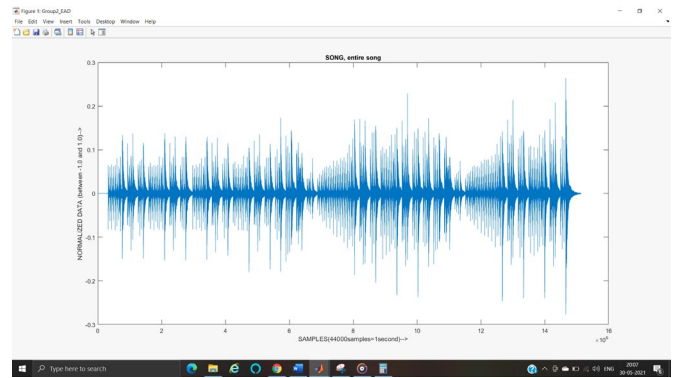 Figure 1: Group2_EAD
File Edit View Insert Tools Desktop Window Help
SONG, entire song
0.3
0.2
0.1
0
-0.1
-0.2
-0.3
NORMALIZED DATA (between -1.0 and 1.0)-->
0 2 4 6 8 10 12 14 16
SAMPLES(44000samples=1second)-->
×10⁶
Type here to search
ENG
20:07
30-05-2021